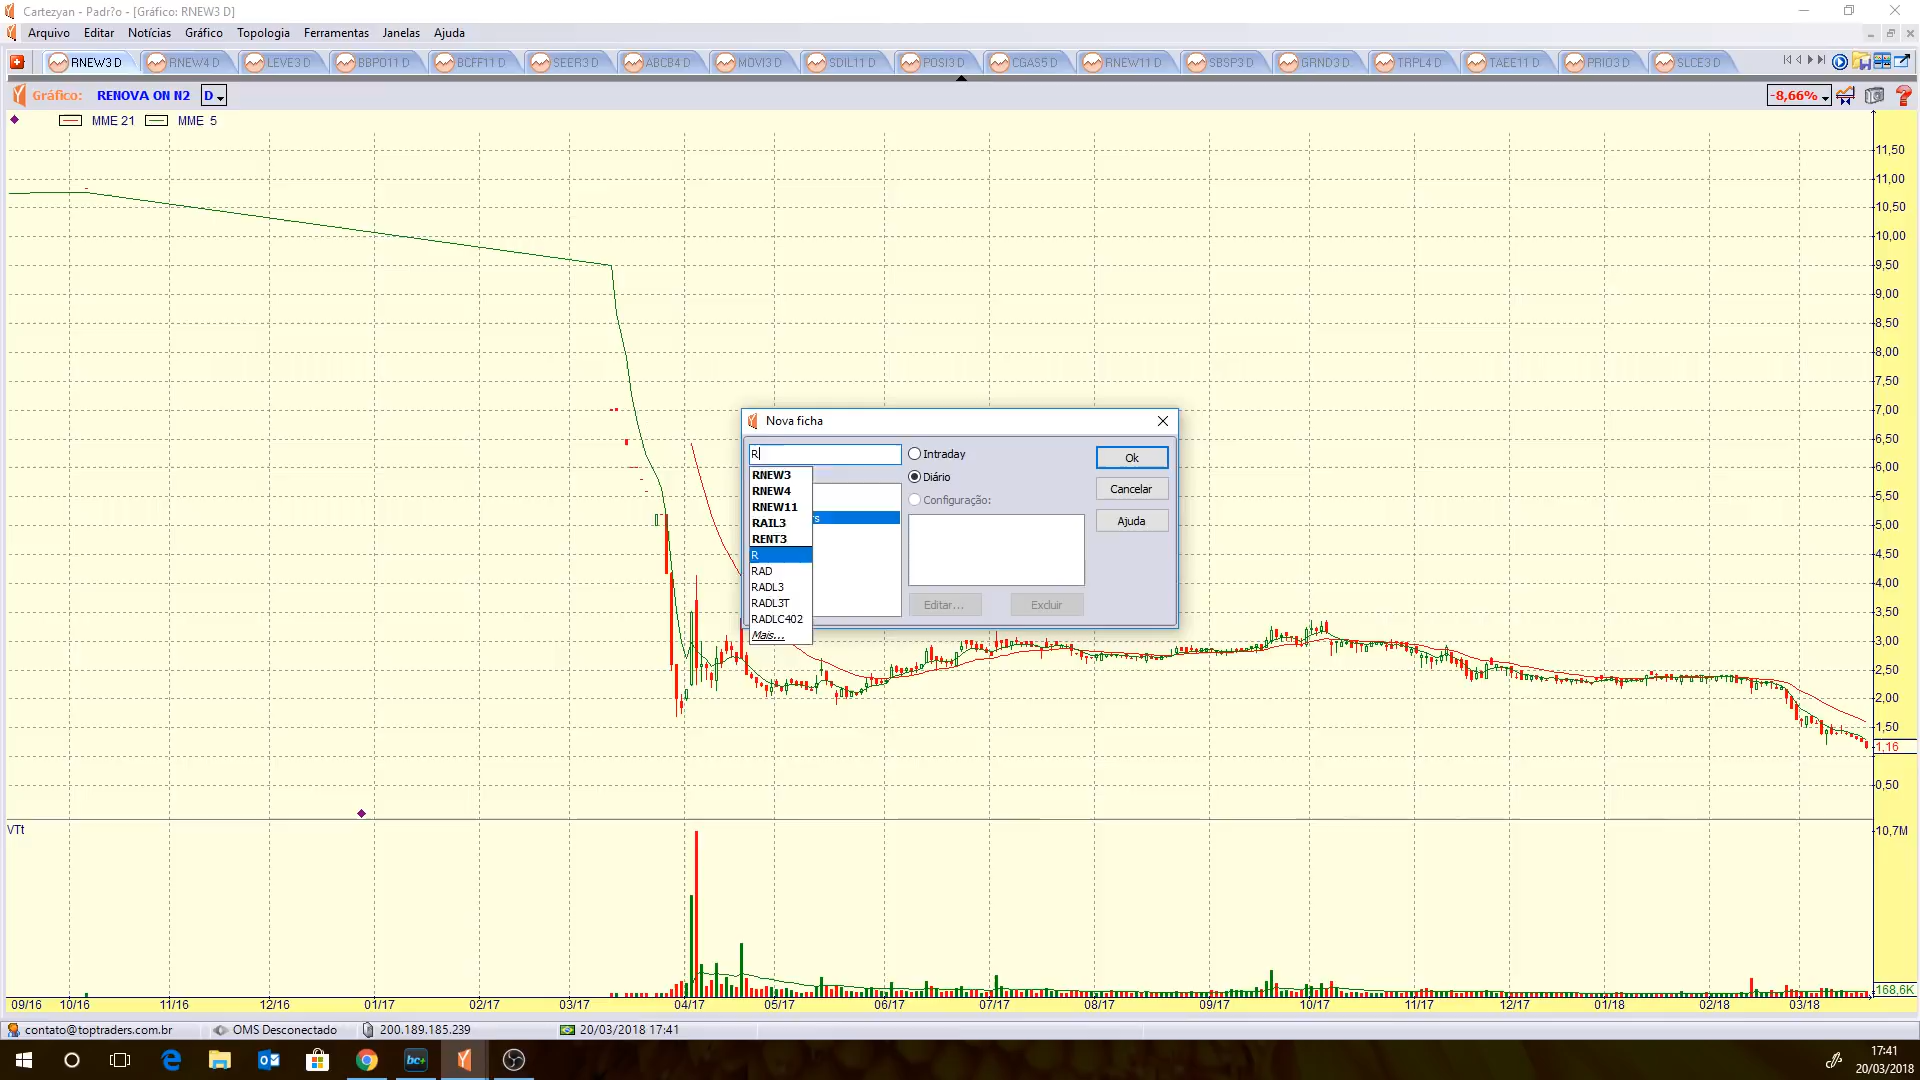 Cartezyan - Padr?o - [Gráfico: RNEW3 D]
Arquivo Editar Notícias Gráfico Topologia Ferramentas Janelas Ajuda
RNEW3 D RNEW4 D LEVE3 D BBPO11 D BCFF11 D SEER3 D ABCB4 D MOVI3 D SDIL11 D POSI3 D CGAS5 D RNEW11 D SBSP3 D GRND3 D TRPL4 D TAEE11 D PRIO3 D SLCE3 D
Gráfico: RENOVA ON N2 D -8,66%
MME 21 MME 5
11,50
11,00
10,50
10,00
9,50
9,00
8,50
8,00
7,50
7,00
6,50
6,00
5,50
5,00
4,50
4,00
3,50
3,00
2,50
2,00
1,50
1,16
0,50
Nova ficha
R
Intraday
Diário
Configuração:
Ok
Cancelar
Ajuda
Editar...
Excluir
RNEW3
RNEW4
RNEW11
RAIL3
RENT3
R
RAD
RADL3
RADL3T
RADLC402
Mais...
rs
VTt
10,7M
168,6K
09/16 10/16 11/16 12/16 01/17 02/17 03/17 04/17 05/17 06/17 07/17 08/17 09/17 10/17 11/17 12/17 01/18 02/18 03/18
contato@toptraders.com.br OMS Desconectado 200.189.185.239 20/03/2018 17:41
bc+
17:41
20/03/2018